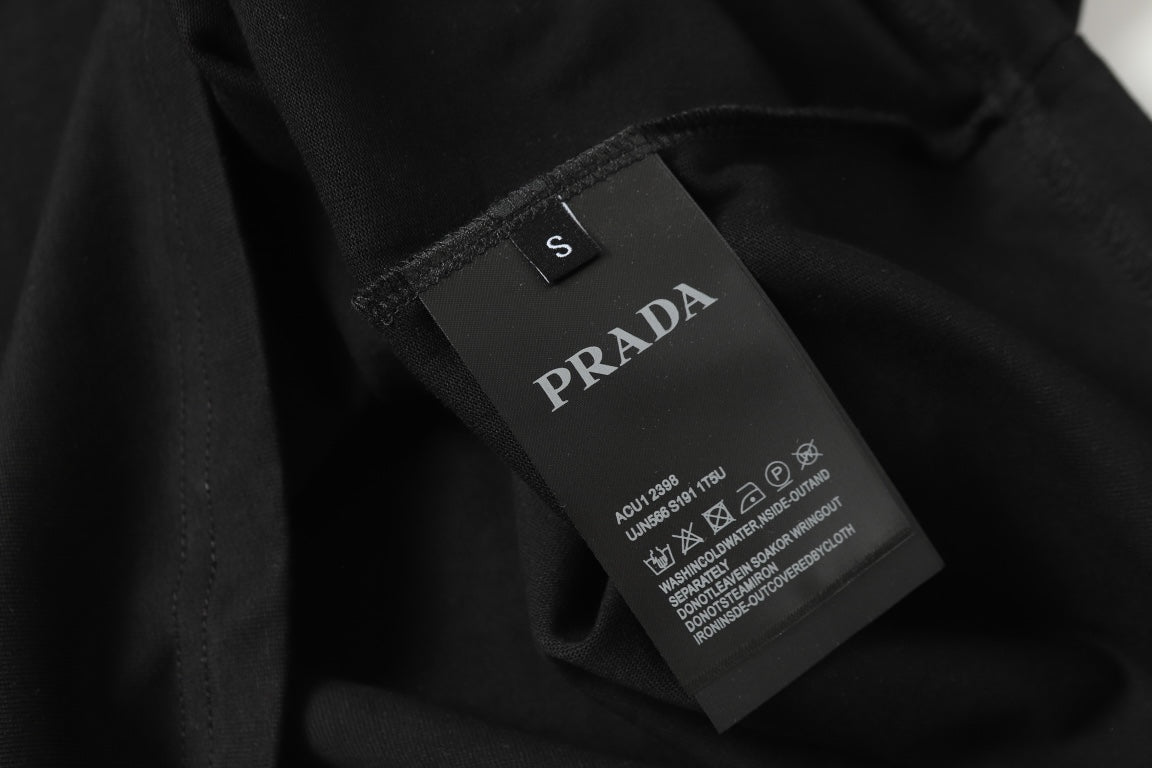 S
PRADA
ACU1 2398
UJN566 S191 1T5U
P W
WASHINCOLDWATER,NSIDE-OUTAND
SEPARATELY
DONOTLEAVEIN SOAKOR WRINGOUT
DONOTSTEAMIRON
IRONINSDE-OUTCOVEREDBYCLOTH